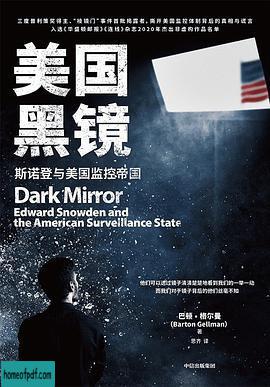 三度普利策奖得主、“棱镜门”事件首批揭露者,撕开美国监控体制背后的真相与谎言
入选《华盛顿邮报》《连线》杂志2020年杰出非虚构作品名单
美国
黑镜
斯诺登与美国监控帝国
Dark Mirror
Edward Snowden and
the American Surveillance State
他们可以透过镜子清清楚楚地看到我们的一举一动
而我们对于镜子背后的他们却毫不知
巴顿·格尔曼
(Barton Gellman)
著
思齐 译
中信出版集团
homeofpdf.com